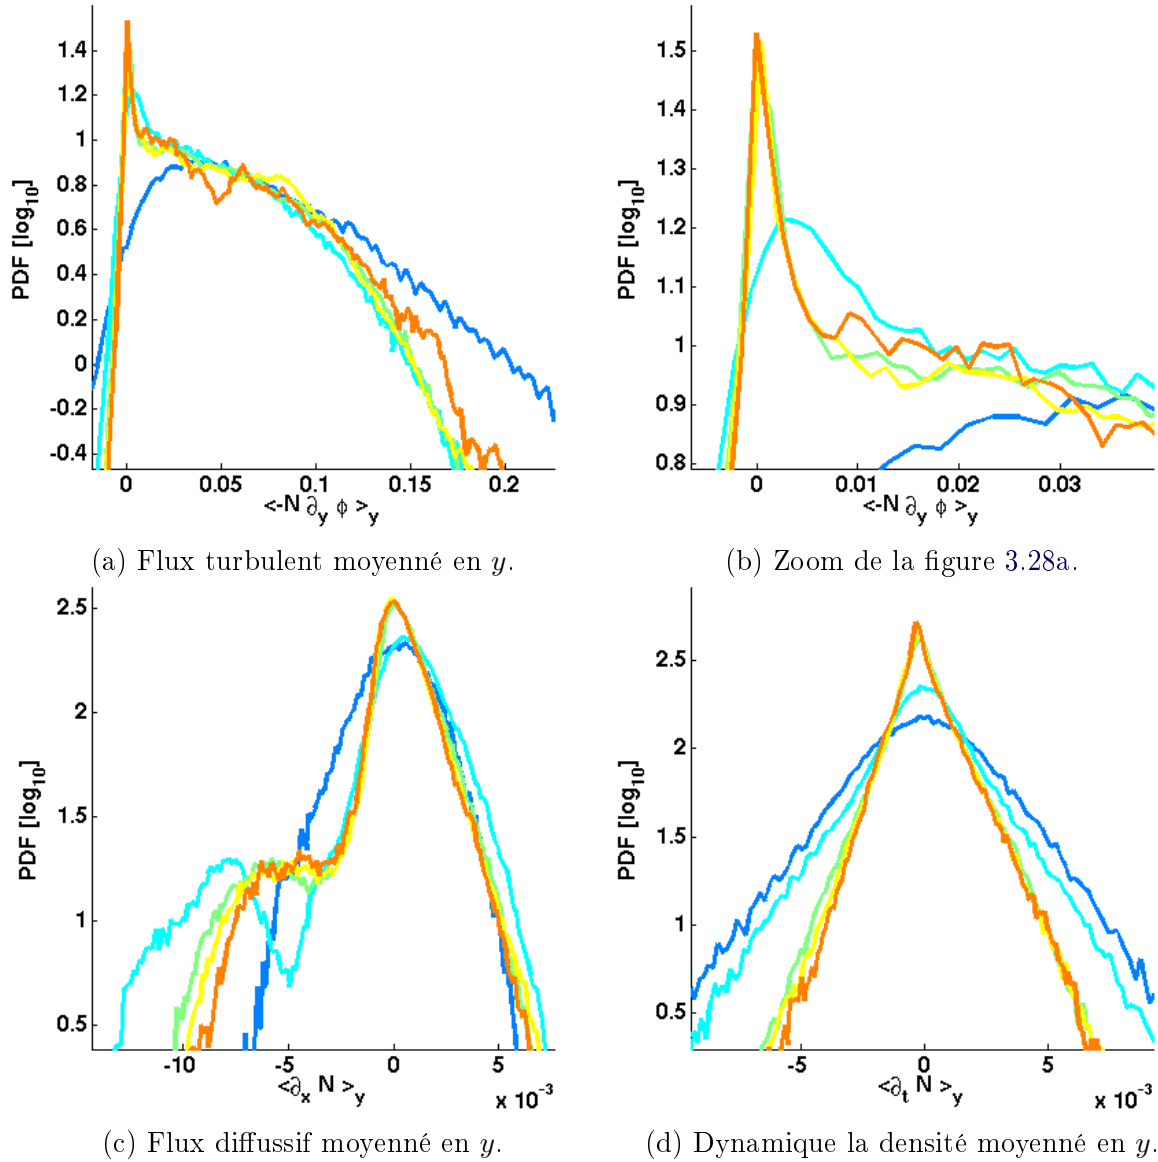 1.4
1.2
1
0.8
0.6
0.4
0.2
0
-0.2
-0.4
PDF [log10]
0 0.05 0.1 0.15 0.2
<-N ∂y ϕ >y
(a) Flux turbulent moyenné en y.
1.5
1.4
1.3
1.2
1.1
1
0.9
0.8
PDF [log10]
0 0.01 0.02 0.03
<-N ∂y ϕ >y
(b) Zoom de la figure 3.28a.
2.5
2
1.5
1
0.5
PDF [log10]
-10 -5 0 5
<∂x N >y
x 10-3
(c) Flux diffussif moyenné en y.
2.5
2
1.5
1
0.5
PDF [log10]
-5 0 5
<∂t N >y
x 10-3
(d) Dynamique la densité moyenné en y.